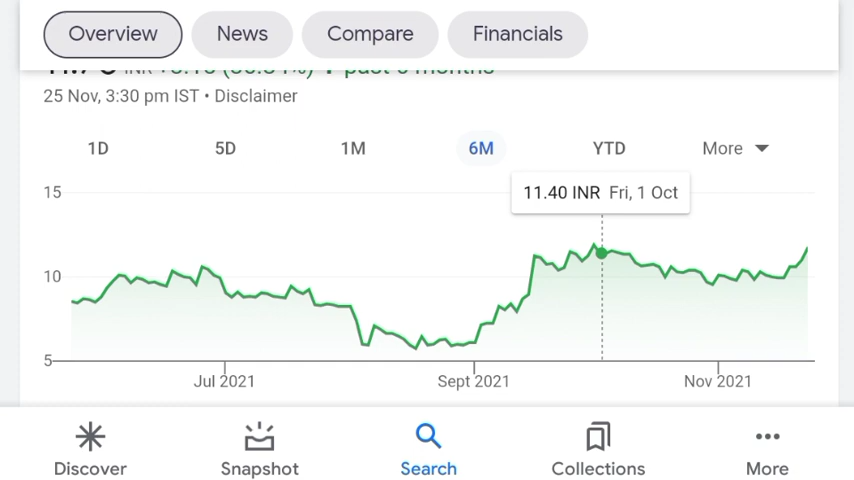 Overview News Compare Financials
25 Nov, 3:30 pm IST • Disclaimer
1D 5D 1M 6M YTD More
15
11.40 INR Fri, 1 Oct
10
5
Jul 2021 Sept 2021 Nov 2021
Discover Snapshot Search Collections More